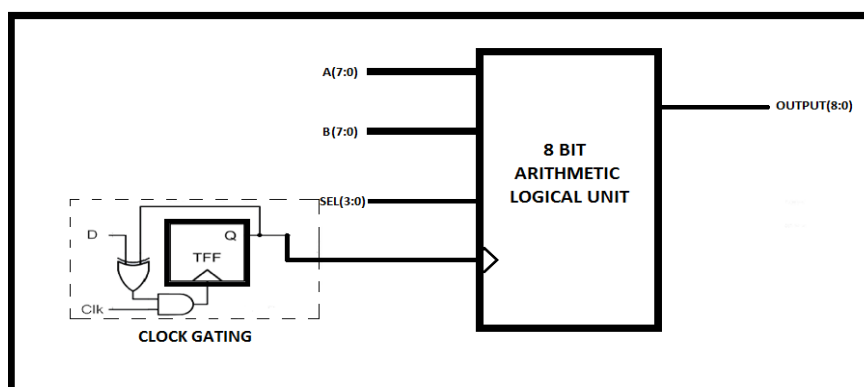 A(7:0)
OUTPUT(8:0)
B(7:0)
8 BIT
ARITHMETIC
LOGICAL UNIT
SEL(3:0)
D
Q
TFF
Clk
CLOCK GATING